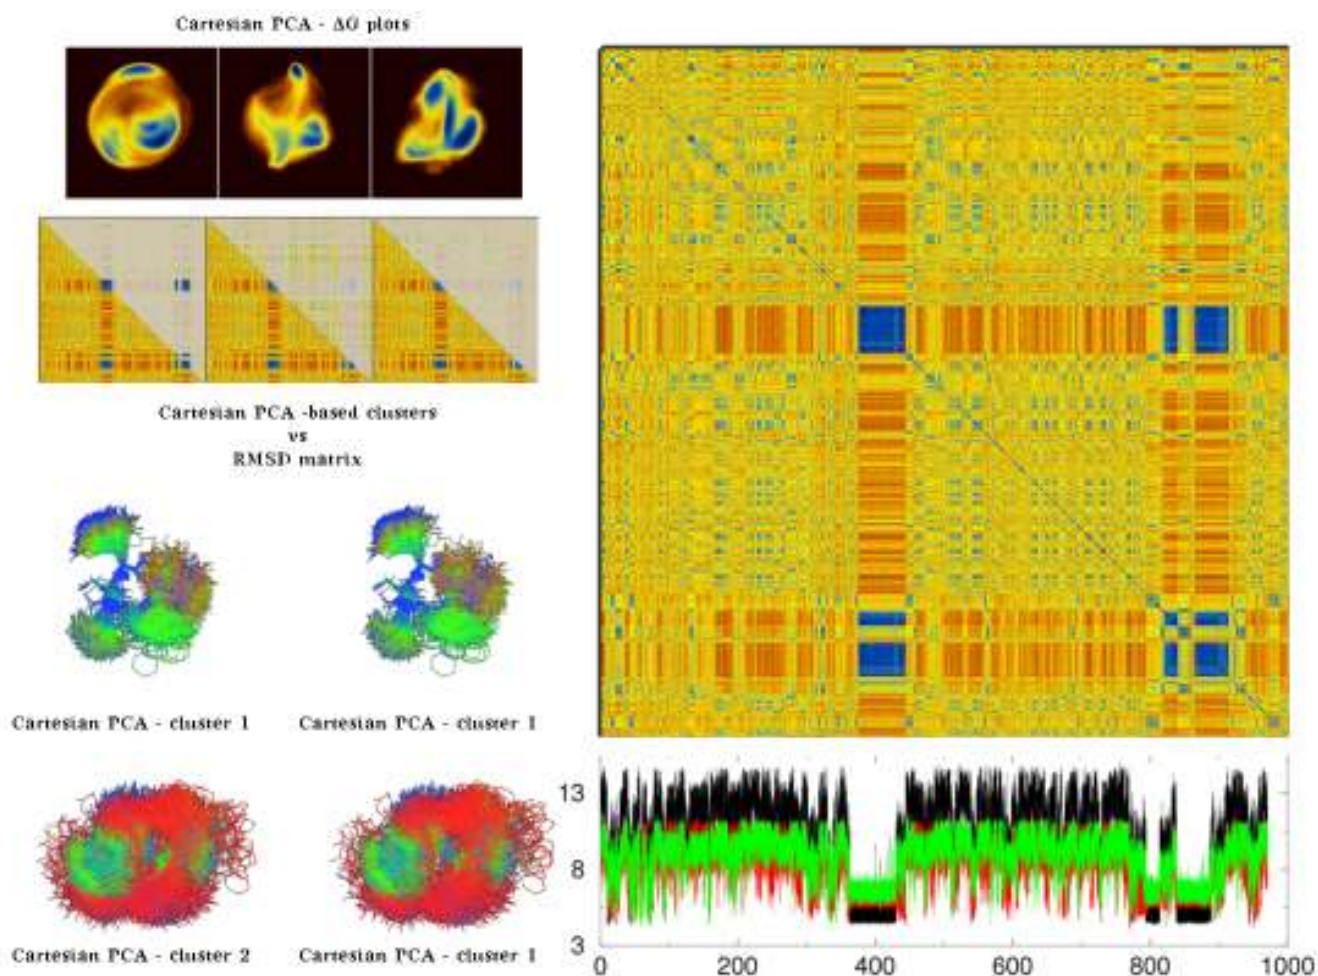 Cartesian PCA - ΔG plots
Cartesian PCA -based clusters
vs
RMSD matrix
Cartesian PCA - cluster 1
Cartesian PCA - cluster 1
Cartesian PCA - cluster 2
Cartesian PCA - cluster 1
13
8
3
0
200
400
600
800
1000